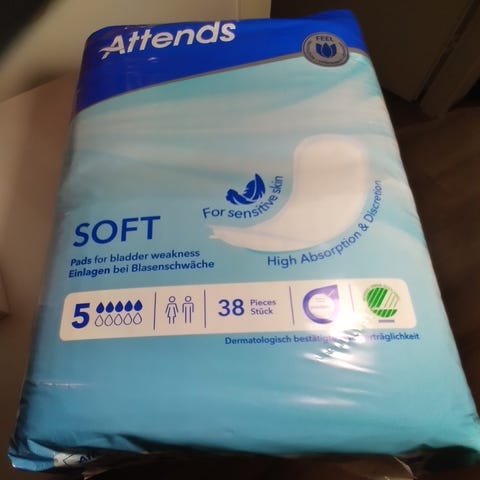 Attends
FEEL
For sensitive skin
High Absorption & Discretion
SOFT
Pads for bladder weakness
Einlagen bei Blasenschwäche
5
38 Pieces
Stück
Dermatologisch